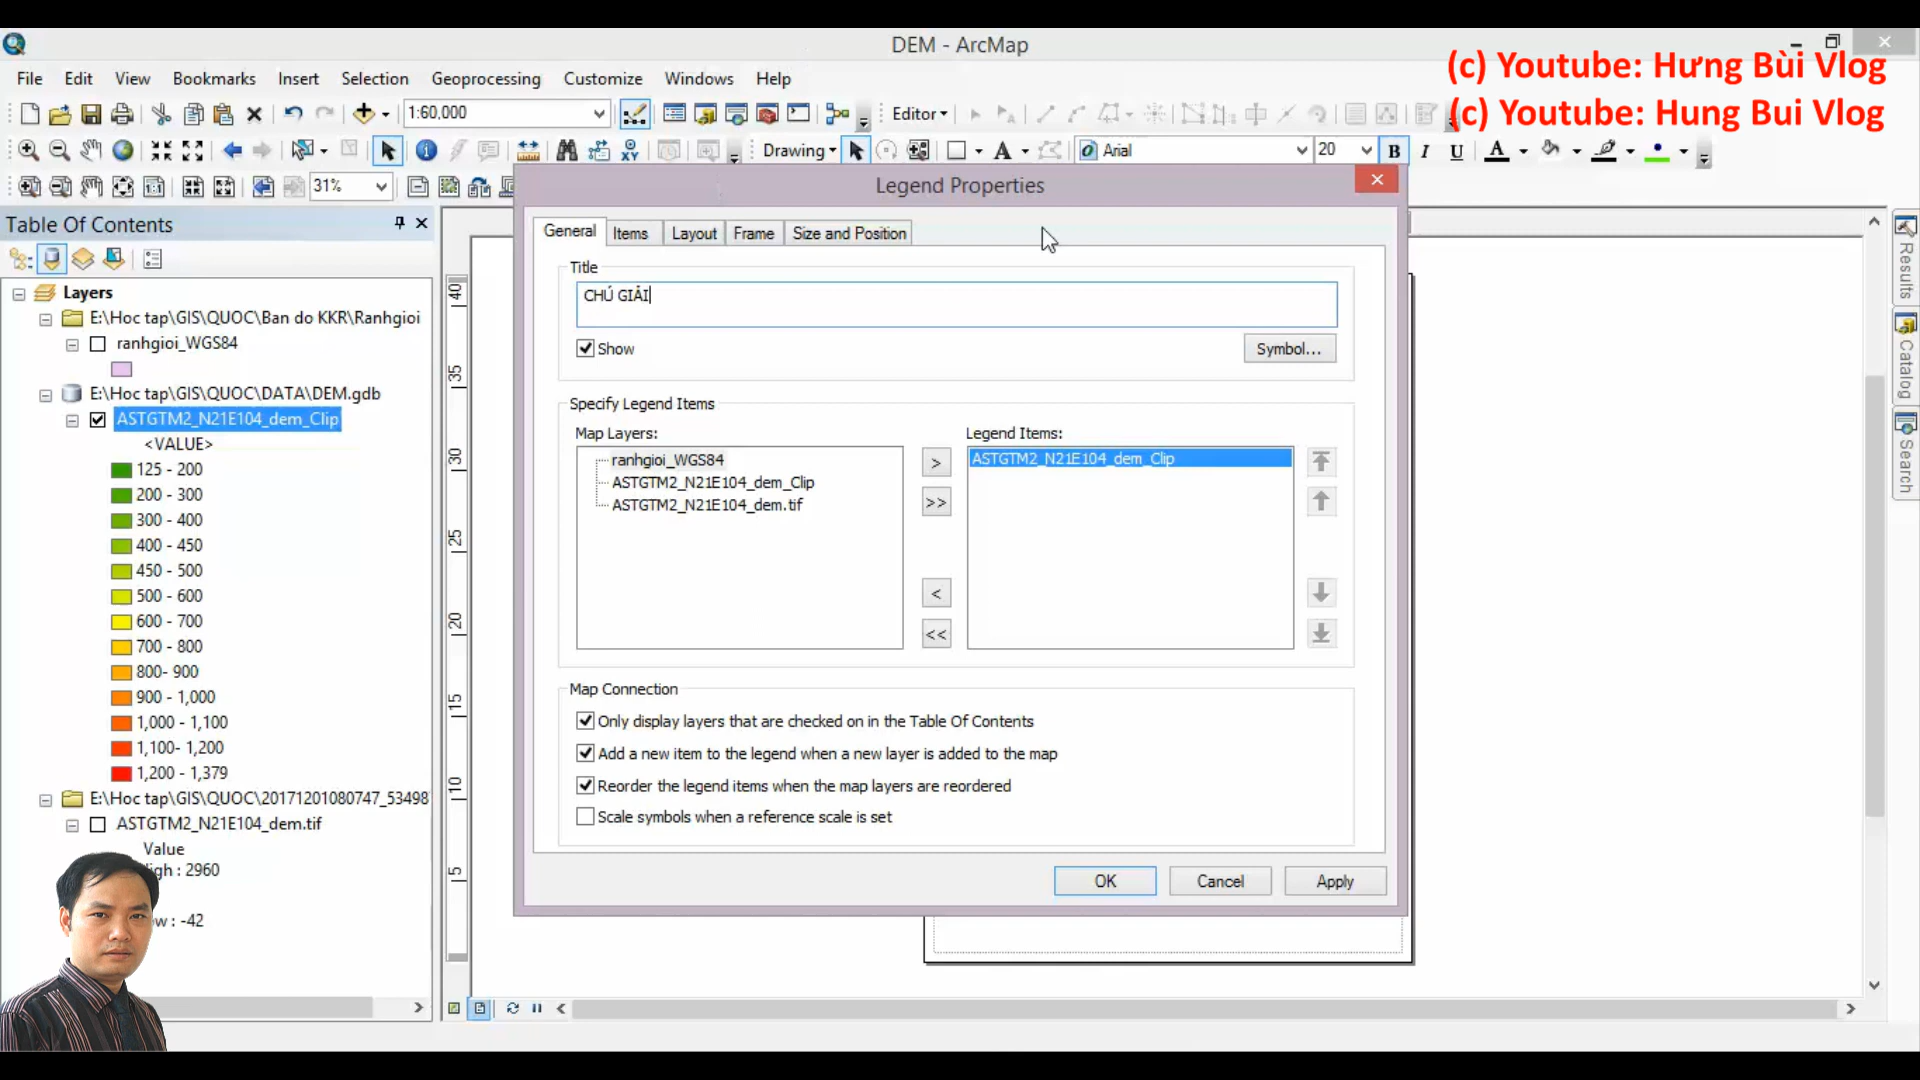 DEM - ArcMap
(c) Youtube: Hưng Bùi Vlog
(c) Youtube: Hung Bui Vlog
File Edit View Bookmarks Insert Selection Geoprocessing Customize Windows Help
1:60,000
Editor
Drawing
A
Arial
20
B I U A
31%
Legend Properties
Table Of Contents
General Items Layout Frame Size and Position
Title
CHÚ GIẢI
Show
Symbol...
Specify Legend Items
Map Layers:
Legend Items:
ranhgioi_WGS84
ASTGTM2_N21E104_dem_Clip
ASTGTM2_N21E104_dem.tif
>
>>
<
<<
ASTGTM2_N21E104_dem_Clip
Map Connection
Only display layers that are checked on in the Table Of Contents
Add a new item to the legend when a new layer is added to the map
Reorder the legend items when the map layers are reordered
Scale symbols when a reference scale is set
OK
Cancel
Apply
Layers
E:\Hoc tap\GIS\QUOC\Ban do KKR\Ranhgioi
ranhgioi_WGS84
E:\Hoc tap\GIS\QUOC\DATA\DEM.gdb
ASTGTM2_N21E104_dem_Clip
<VALUE>
125 - 200
200 - 300
300 - 400
400 - 450
450 - 500
500 - 600
600 - 700
700 - 800
800- 900
900 - 1,000
1,000 - 1,100
1,100- 1,200
1,200 - 1,379
E:\Hoc tap\GIS\QUOC\20171201080747_53498
ASTGTM2_N21E104_dem.tif
Value
igh : 2960
w : -42
40
35
30
25
20
15
10
5
Results
Catalog
Search